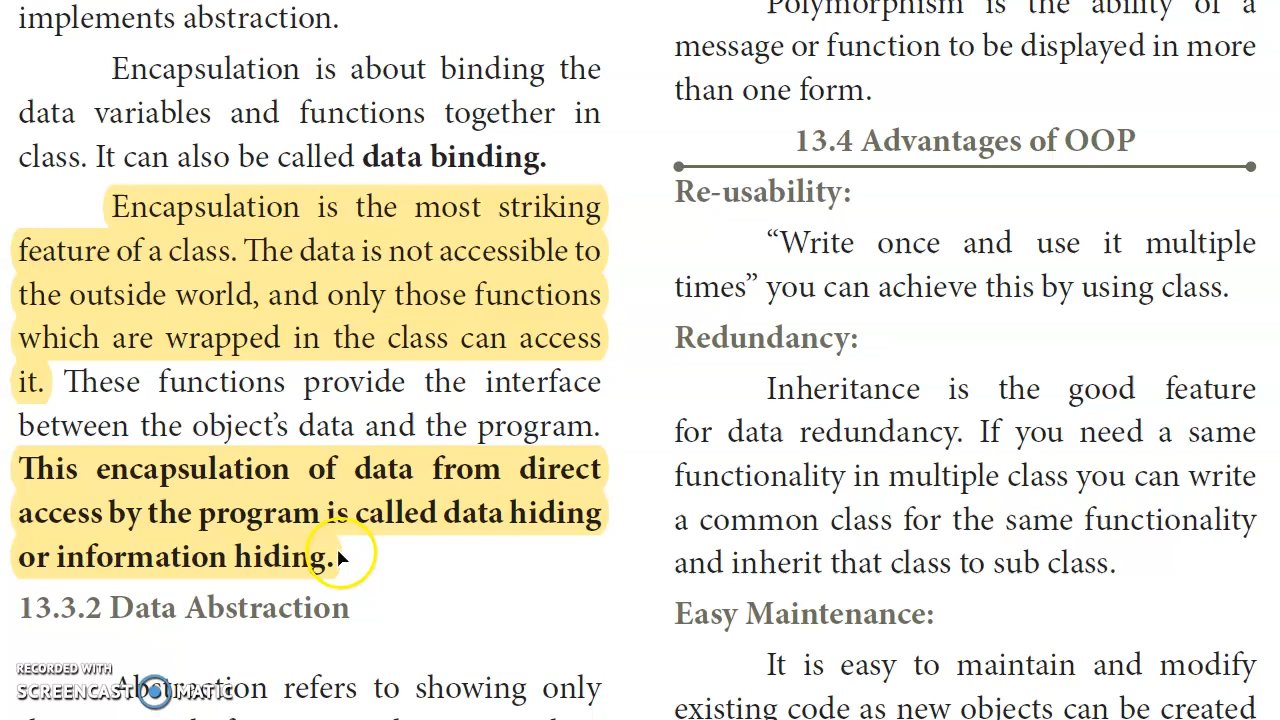 implements abstraction.
Encapsulation is about binding the
data variables and functions together in
class. It can also be called data binding.
Encapsulation is the most striking
feature of a class. The data is not accessible to
the outside world, and only those functions
which are wrapped in the class can access
it. These functions provide the interface
between the object’s data and the program.
This encapsulation of data from direct
access by the program is called data hiding
or information hiding.
13.3.2 Data Abstraction
Abstraction refers to showing only
Polymorphism is the ability of a
message or function to be displayed in more
than one form.
13.4 Advantages of OOP
Re-usability:
“Write once and use it multiple
times” you can achieve this by using class.
Redundancy:
Inheritance is the good feature
for data redundancy. If you need a same
functionality in multiple class you can write
a common class for the same functionality
and inherit that class to sub class.
Easy Maintenance:
It is easy to maintain and modify
existing code as new objects can be created
RECORDED WITH
SCREENCAST MATIC